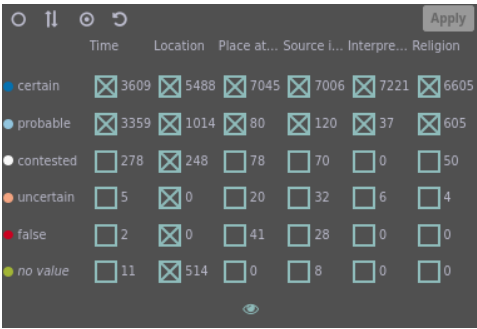 Apply
Time Location Place at... Source i... Interpre... Religion
certain 3609 5488 7045 7006 7221 6605
probable 3359 1014 80 120 37 605
contested 278 248 78 70 0 50
uncertain 5 0 20 32 6 4
false 2 0 41 28 0 0
no value 11 514 0 8 0 0